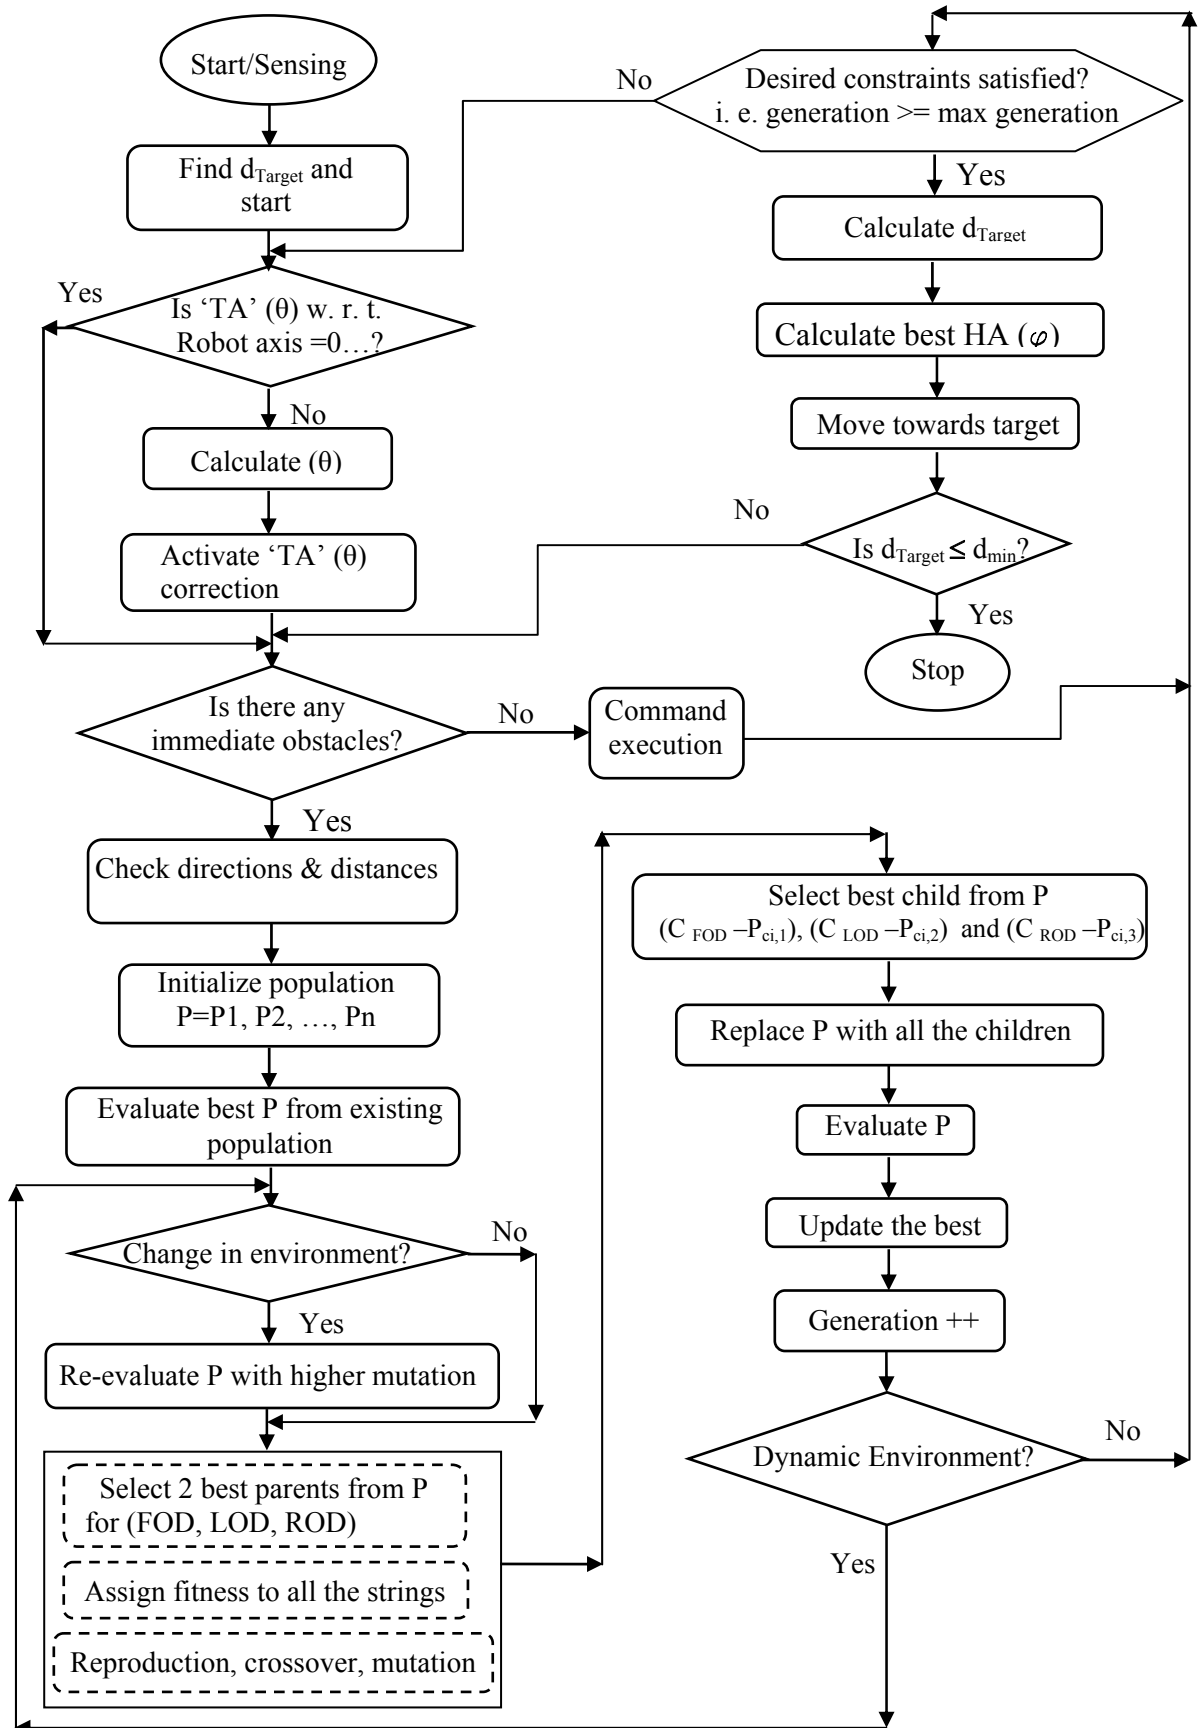 Start/Sensing
Find dTarget and
start
Yes
Is ‘TA’ (θ) w. r. t.
Robot axis =0…?
No
Calculate (θ)
Activate ‘TA’ (θ)
correction
Is there any
immediate obstacles?
No
Command
execution
Yes
Check directions & distances
Initialize population
P=P1, P2, …, Pn
Evaluate best P from existing
population
Change in environment?
No
Yes
Re-evaluate P with higher mutation
Select 2 best parents from P
for (FOD, LOD, ROD)
Assign fitness to all the strings
Reproduction, crossover, mutation
No
Desired constraints satisfied?
i. e. generation >= max generation
Yes
Calculate dTarget
Calculate best HA (φ)
Move towards target
No
Is dTarget ≤ dmin?
Yes
Stop
Select best child from P
(C FOD –Pci,1), (C LOD –Pci,2) and (C ROD –Pci,3)
Replace P with all the children
Evaluate P
Update the best
Generation ++
Dynamic Environment?
No
Yes